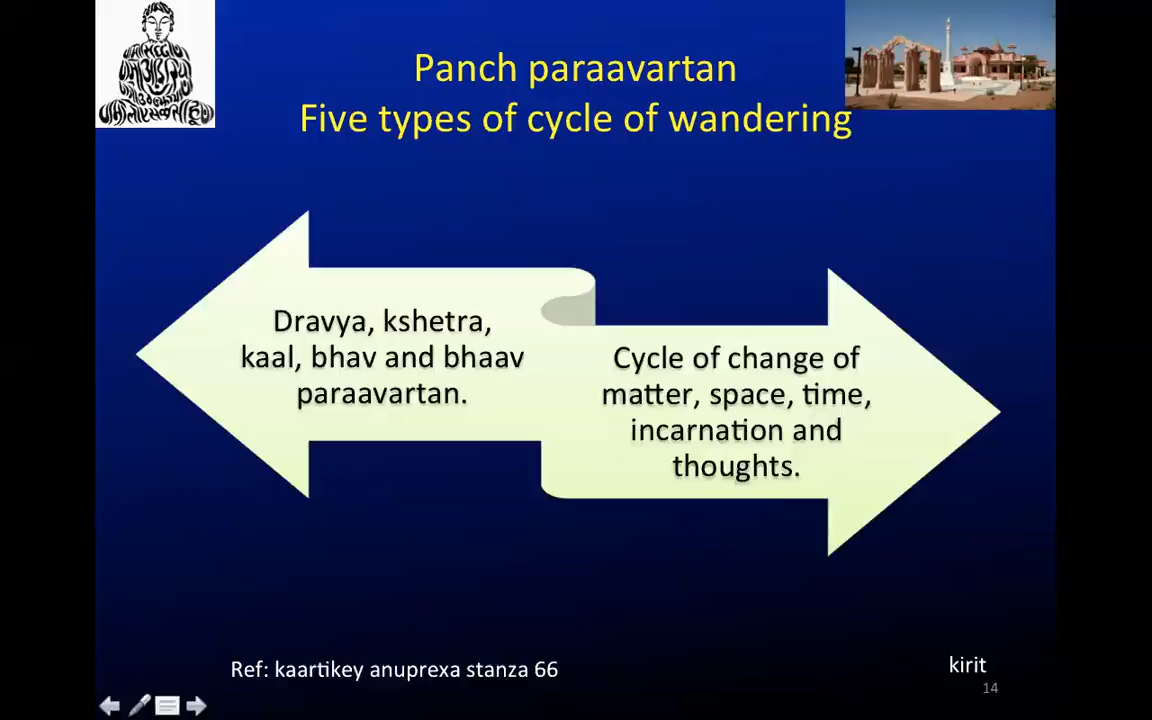 Panch paraavartan
Five types of cycle of wandering
Dravya, kshetra,
kaal, bhav and bhaav
paraavartan.
Cycle of change of
matter, space, time,
incarnation and
thoughts.
Ref: kaartikey anuprexa stanza 66
kirit
14